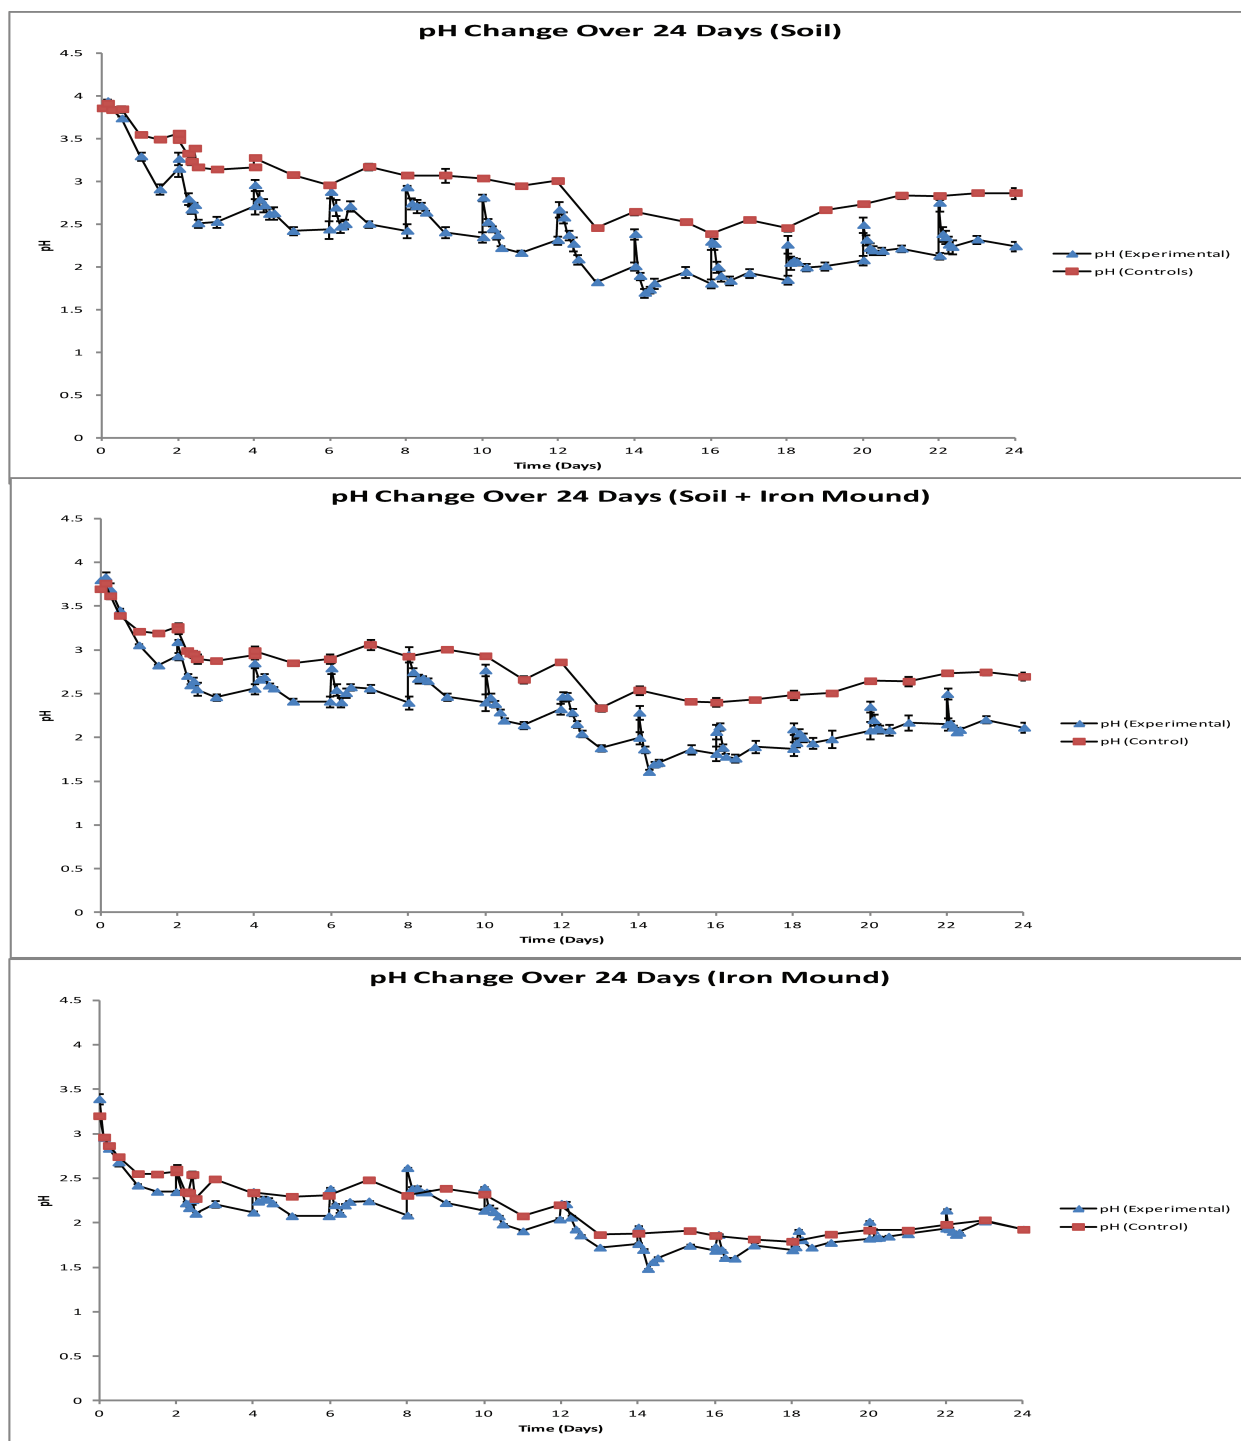 pH Change Over 24 Days (Soil)
4.5
4
3.5
3
2.5
2
1.5
1
0.5
0
pH
0 2 4 6 8 10 12 14 16 18 20 22 24
Time (Days)
pH (Experimental)
pH (Controls)
pH Change Over 24 Days (Soil + Iron Mound)
4.5
4
3.5
3
2.5
2
1.5
1
0.5
0
pH
0 2 4 6 8 10 12 14 16 18 20 22 24
Time (Days)
pH (Experimental)
pH (Control)
pH Change Over 24 Days (Iron Mound)
4.5
4
3.5
3
2.5
2
1.5
1
0.5
0
pH
0 2 4 6 8 10 12 14 16 18 20 22 24
Time (Days)
pH (Experimental)
pH (Control)